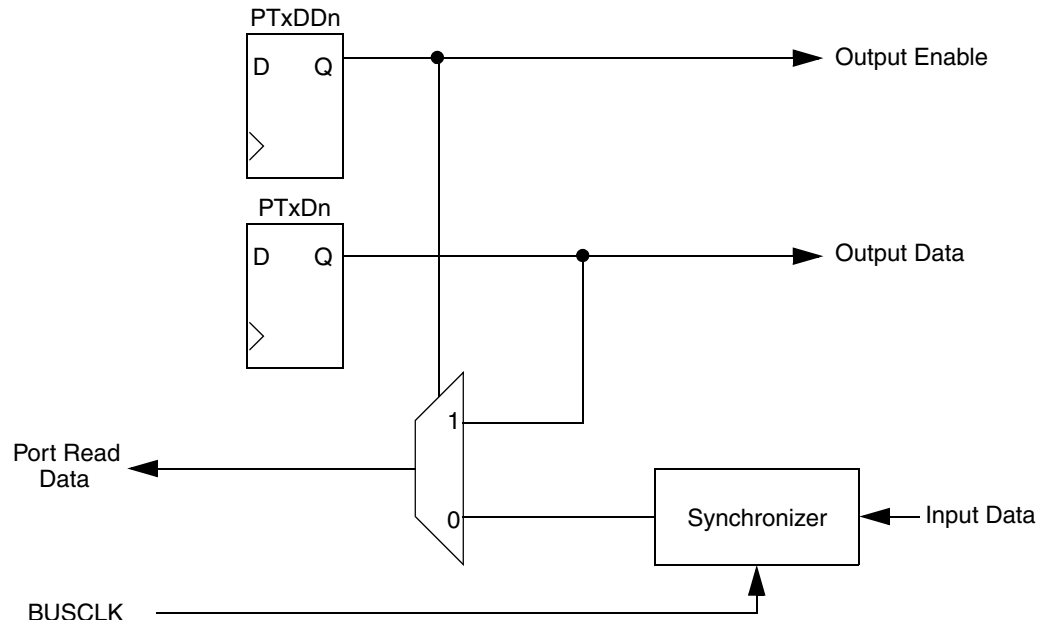 PTxDDn
D Q
Output Enable
PTxDn
D Q
Output Data
1
Port Read
Data
0
Synchronizer
Input Data
BUSCLK